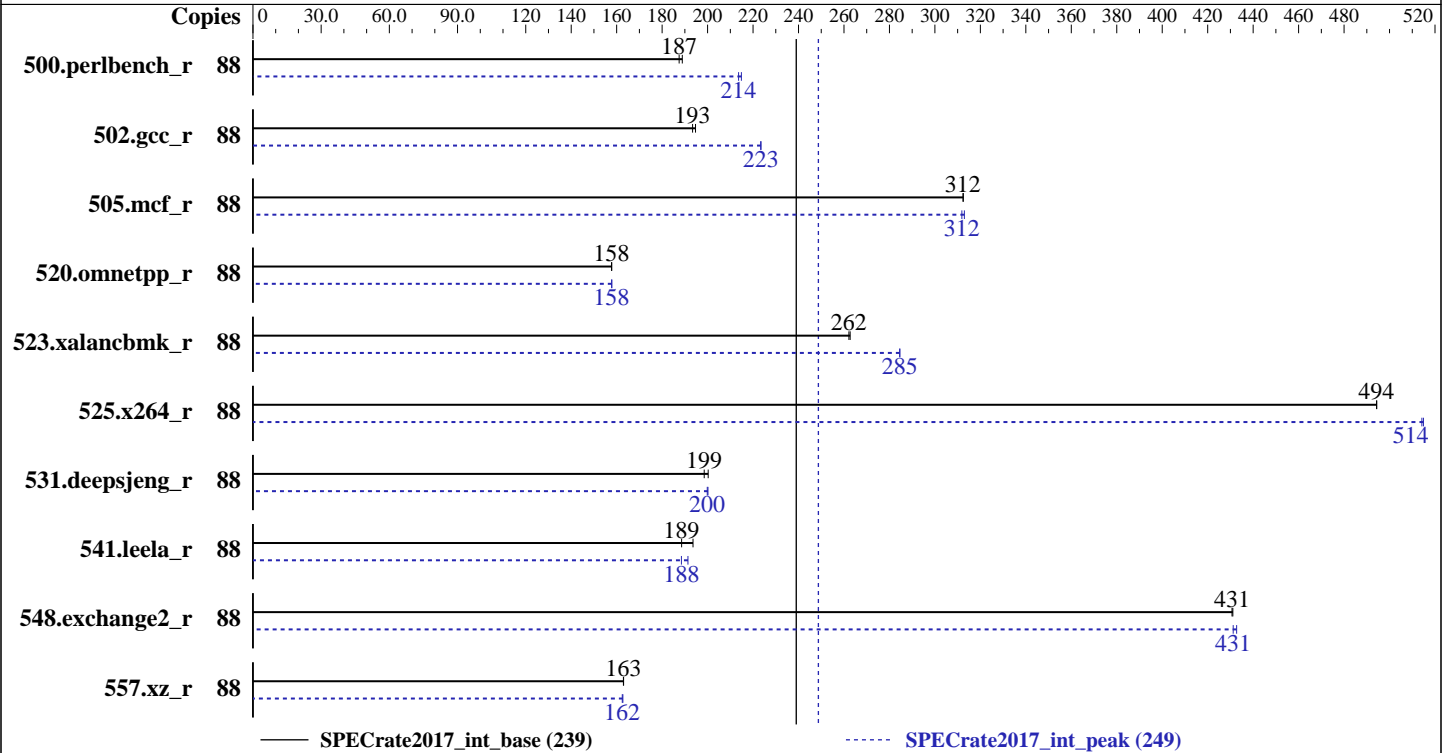 Copies 0 30.0 60.0 90.0 120 140 160 180 200 220 240 260 280 300 320 340 360 380 400 420 440 460 480 520
187
500.perlbench_r 88
214
193
502.gcc_r 88
223
312
505.mcf_r 88
312
158
520.omnetpp_r 88
158
262
523.xalancbmk_r 88
285
494
525.x264_r 88
514
199
531.deepsjeng_r 88
200
189
541.leela_r 88
188
431
548.exchange2_r 88
431
163
557.xz_r 88
162
SPECrate2017_int_base (239) SPECrate2017_int_peak (249)